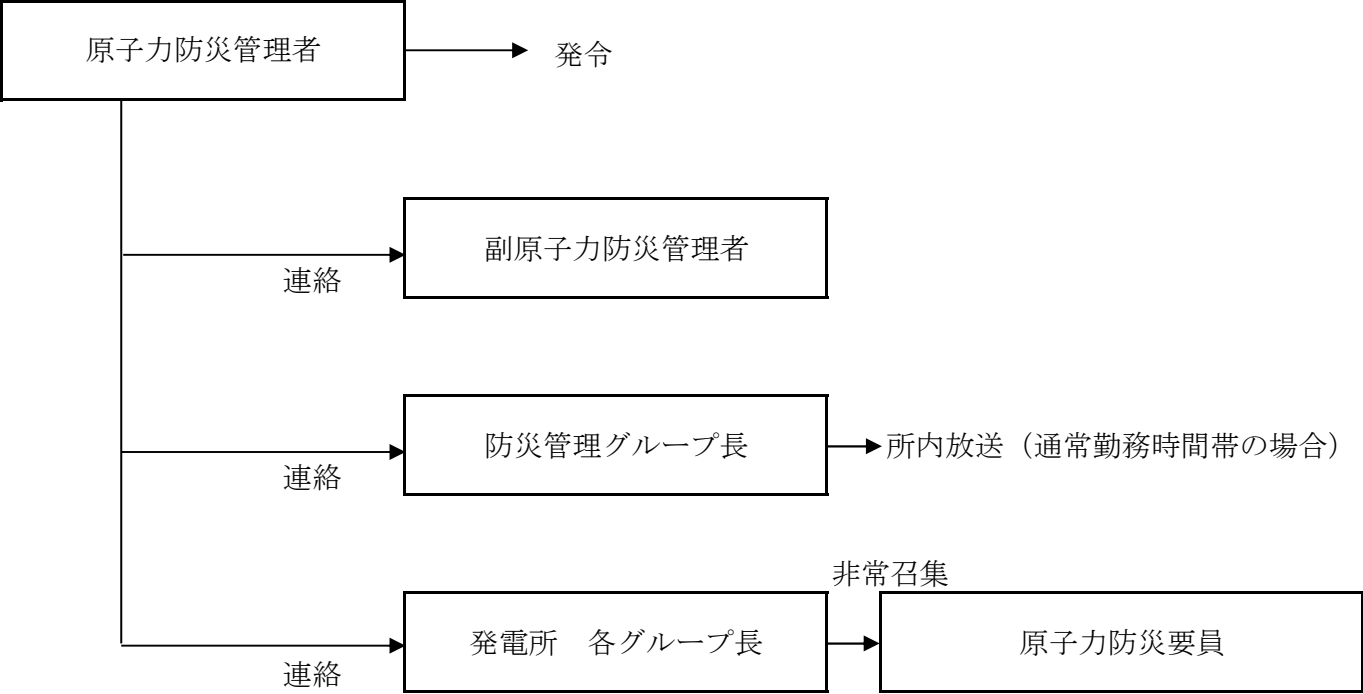 原子力防災管理者
発令
副原子力防災管理者
連絡
防災管理グループ長
所内放送（通常勤務時間帯の場合）
連絡
非常召集
発電所　各グループ長
原子力防災要員
連絡